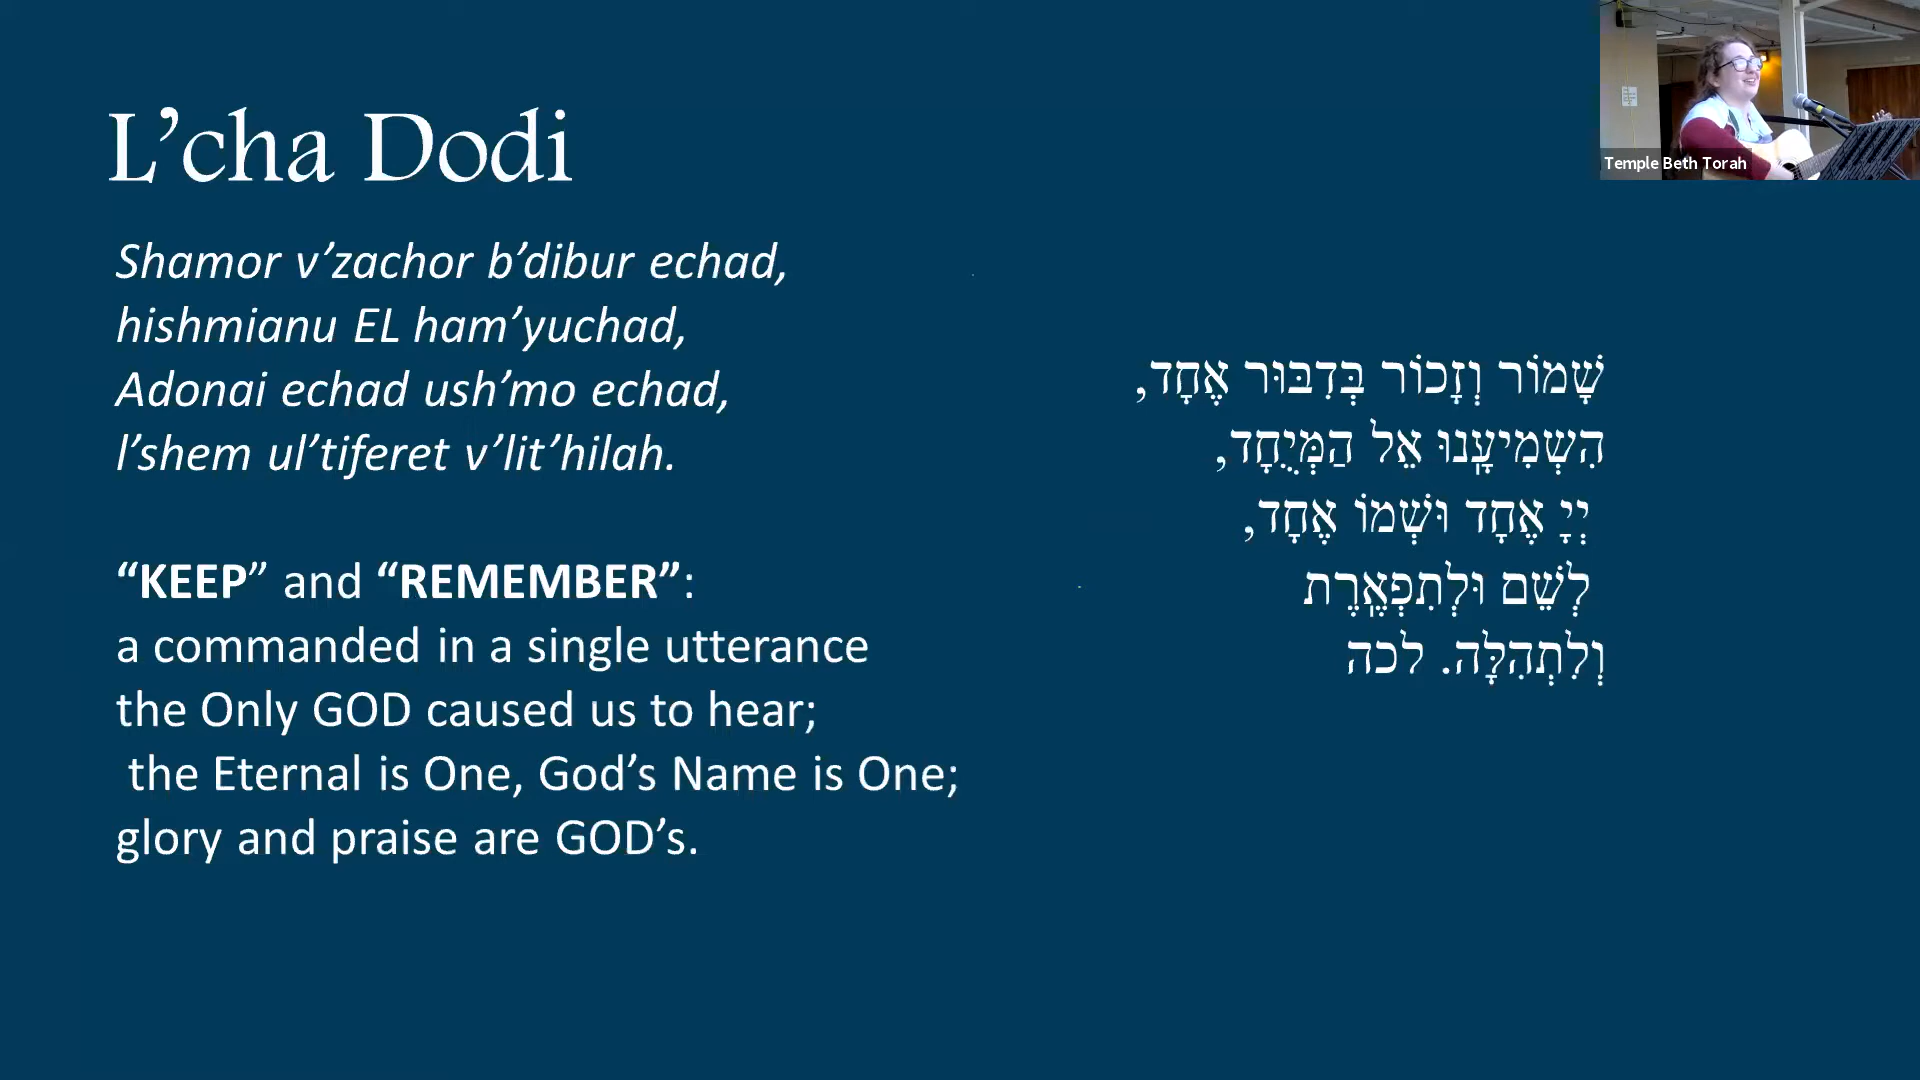 L’cha Dodi
Shamor v’zachor b’dibur echad,
hishmianu EL ham’yuchad,
Adonai echad ush’mo echad,
l’shem ul’tiferet v’lit’hilah.
“KEEP” and “REMEMBER”:
a commanded in a single utterance
the Only GOD caused us to hear;
the Eternal is One, God’s Name is One;
glory and praise are GOD’s.
שָׁמוֹר וְזָכוֹר בְּדִבּוּר אֶחָד,
הִשְׁמִיעָֽנוּ אֵל הַמְּיֻחָד,
יְיָ אֶחָד וּשְׁמוֹ אֶחָד,
לְשֵׁם וּלְתִפְאֶֽרֶת
וְלִתְהִלָּה. לכה
Temple Beth Torah